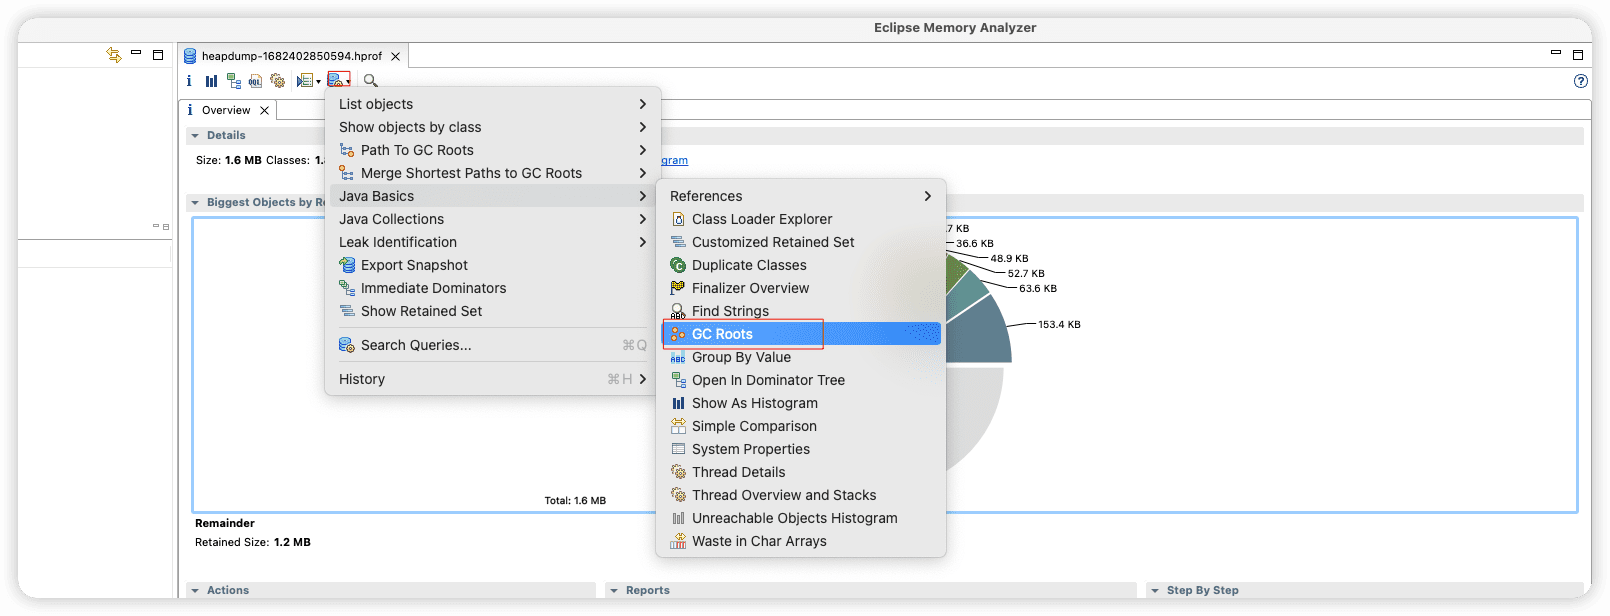 Eclipse Memory Analyzer
heapdump-1682402850594.hprof
Overview
Details
Size: 1.6 MB Classes: 1.
gram
Biggest Objects by R
List objects
Show objects by class
Path To GC Roots
Merge Shortest Paths to GC Roots
Java Basics
Java Collections
Leak Identification
Export Snapshot
Immediate Dominators
Show Retained Set
Search Queries... ⌘Q
History ⌘H
References
Class Loader Explorer
Customized Retained Set
Duplicate Classes
Finalizer Overview
Find Strings
GC Roots
Group By Value
Open In Dominator Tree
Show As Histogram
Simple Comparison
System Properties
Thread Details
Thread Overview and Stacks
Unreachable Objects Histogram
Waste in Char Arrays
7 KB
36.6 KB
48.9 KB
52.7 KB
63.6 KB
153.4 KB
Total: 1.6 MB
Remainder
Retained Size: 1.2 MB
Actions
Reports
Step By Step